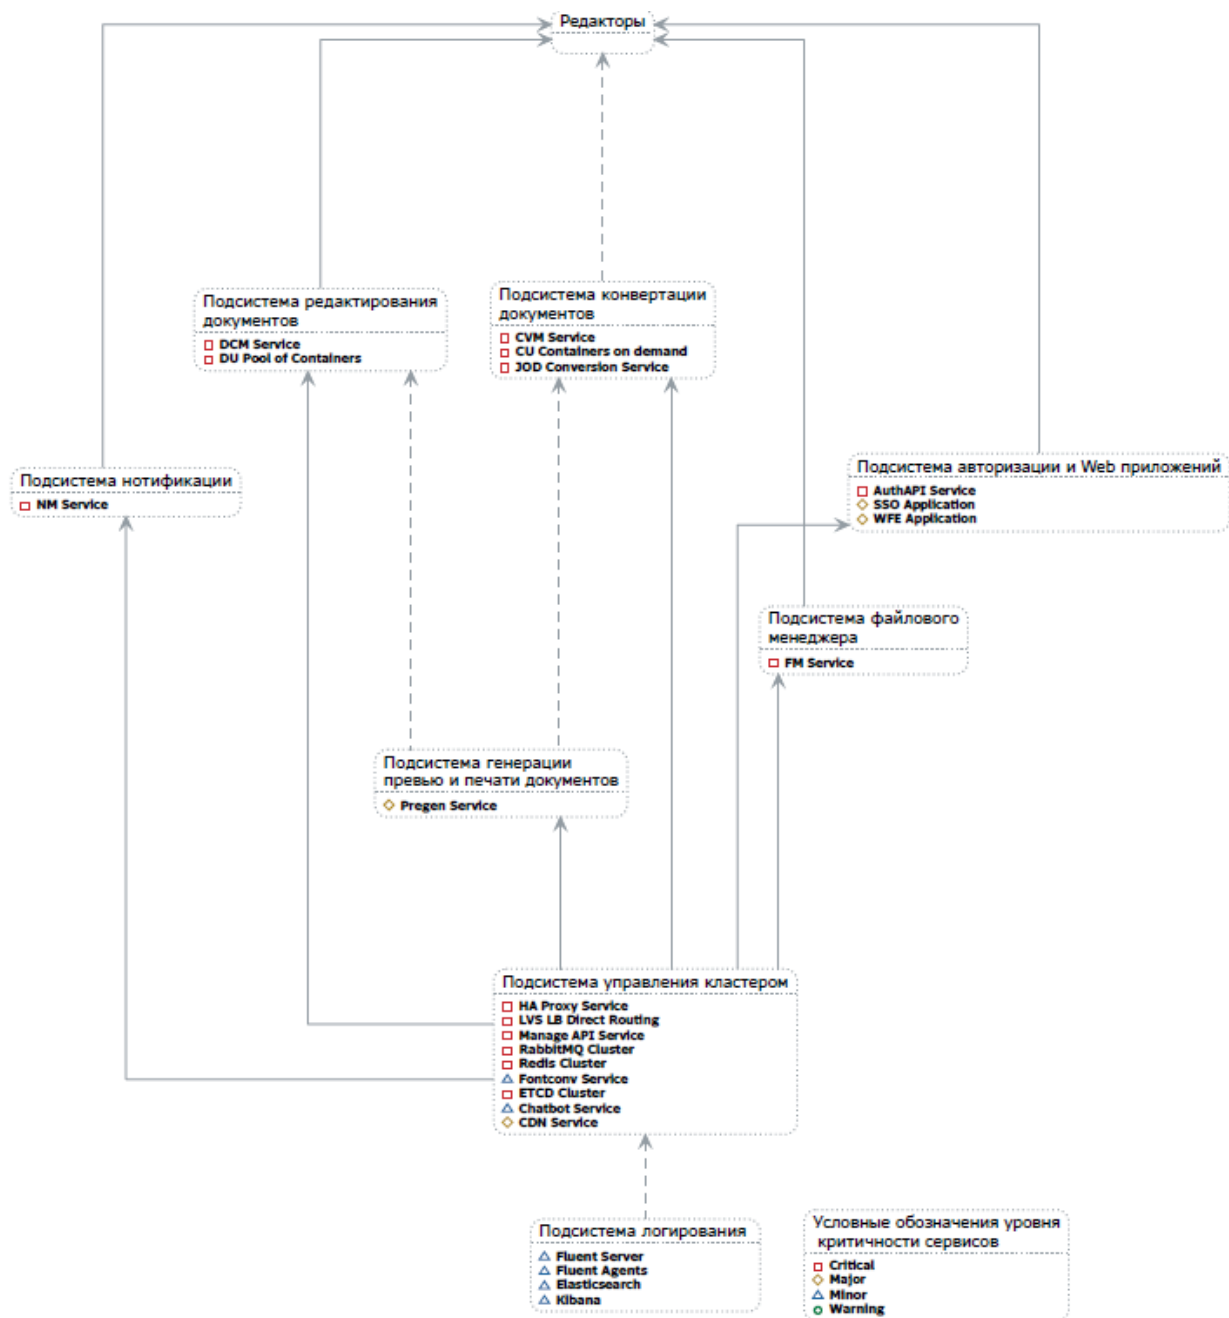 Редакторы
Подсистема редактирования
документов
DCM Service
DU Pool of Containers
Подсистема конвертации
документов
CVM Service
CU Containers on demand
JOD Conversion Service
Подсистема нотификации
NM Service
Подсистема авторизации и Web приложений
AuthAPI Service
SSO Application
WFE Application
Подсистема файлового
менеджера
FM Service
Подсистема генерации
превью и печати документов
Pregen Service
Подсистема управления кластером
HA Proxy Service
LVS LB Direct Routing
Manage API Service
RabbitMQ Cluster
Redis Cluster
Fontconv Service
ETCD Cluster
Chatbot Service
CDN Service
Подсистема логирования
Fluent Server
Fluent Agents
Elasticsearch
Kibana
Условные обозначения уровня
критичности сервисов
Critical
Major
Minor
Warning